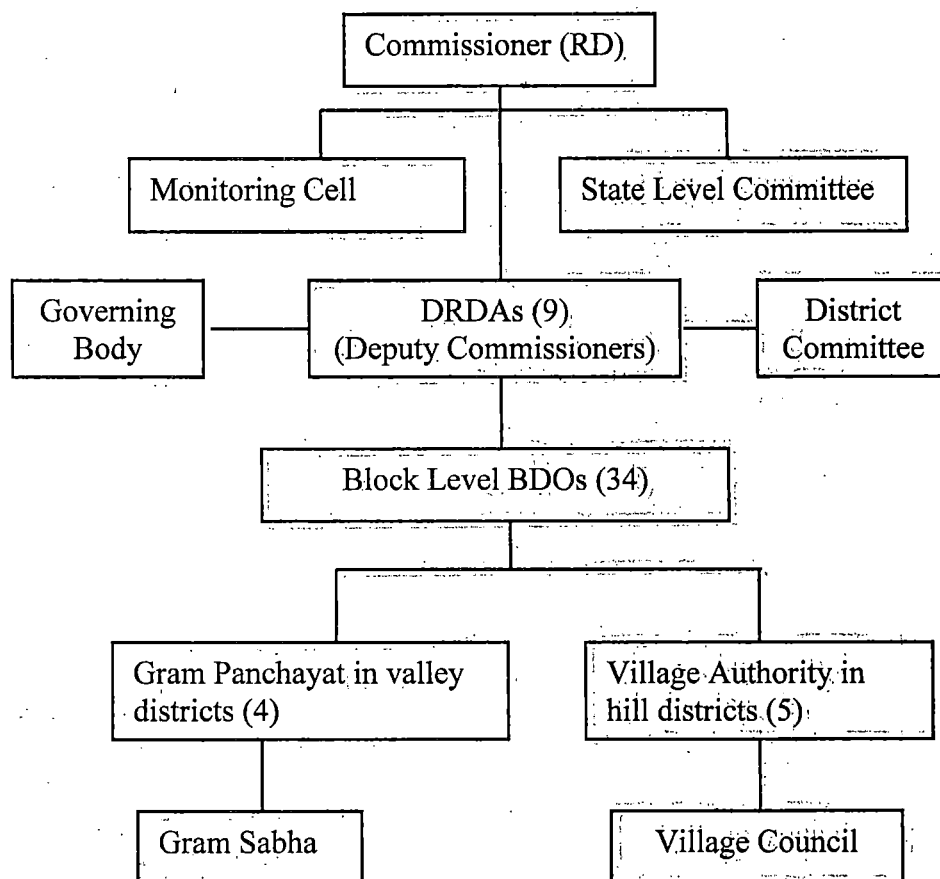 Commissioner (RD)
Monitoring Cell
State Level Committee
Governing
Body
DRDAs (9)
(Deputy Commissioners)
District
Committee
Block Level BDOs (34)
Gram Panchayat in valley
districts (4)
Village Authority in
hill districts (5)
Gram Sabha
Village Council